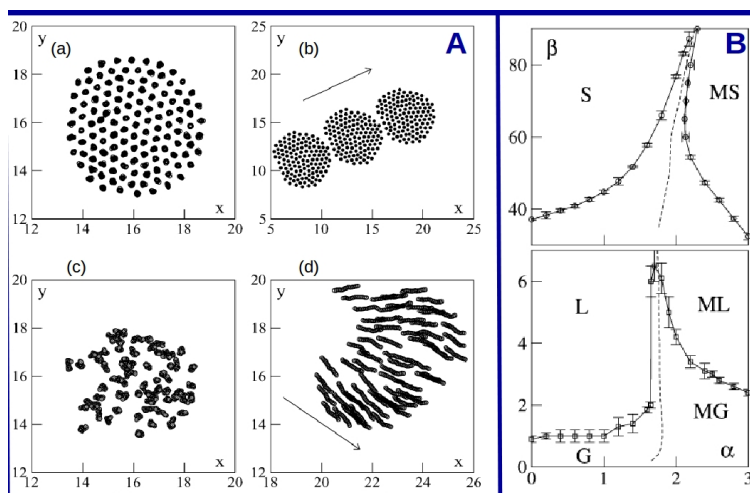 20
y
(a)
18
16
14
x
12
12 14 16 18 20
25
y
(b)
A
20
15
10
x
5
5 10 15 20 25
20
y
(c)
18
16
14
x
12
12 14 16 18 20
20
y
(d)
18
16
14
x
12
18 20 22 24 26
β
B
80
S
MS
60
40
6
L
ML
4
2
MG
G
α
0
0 1 2 3